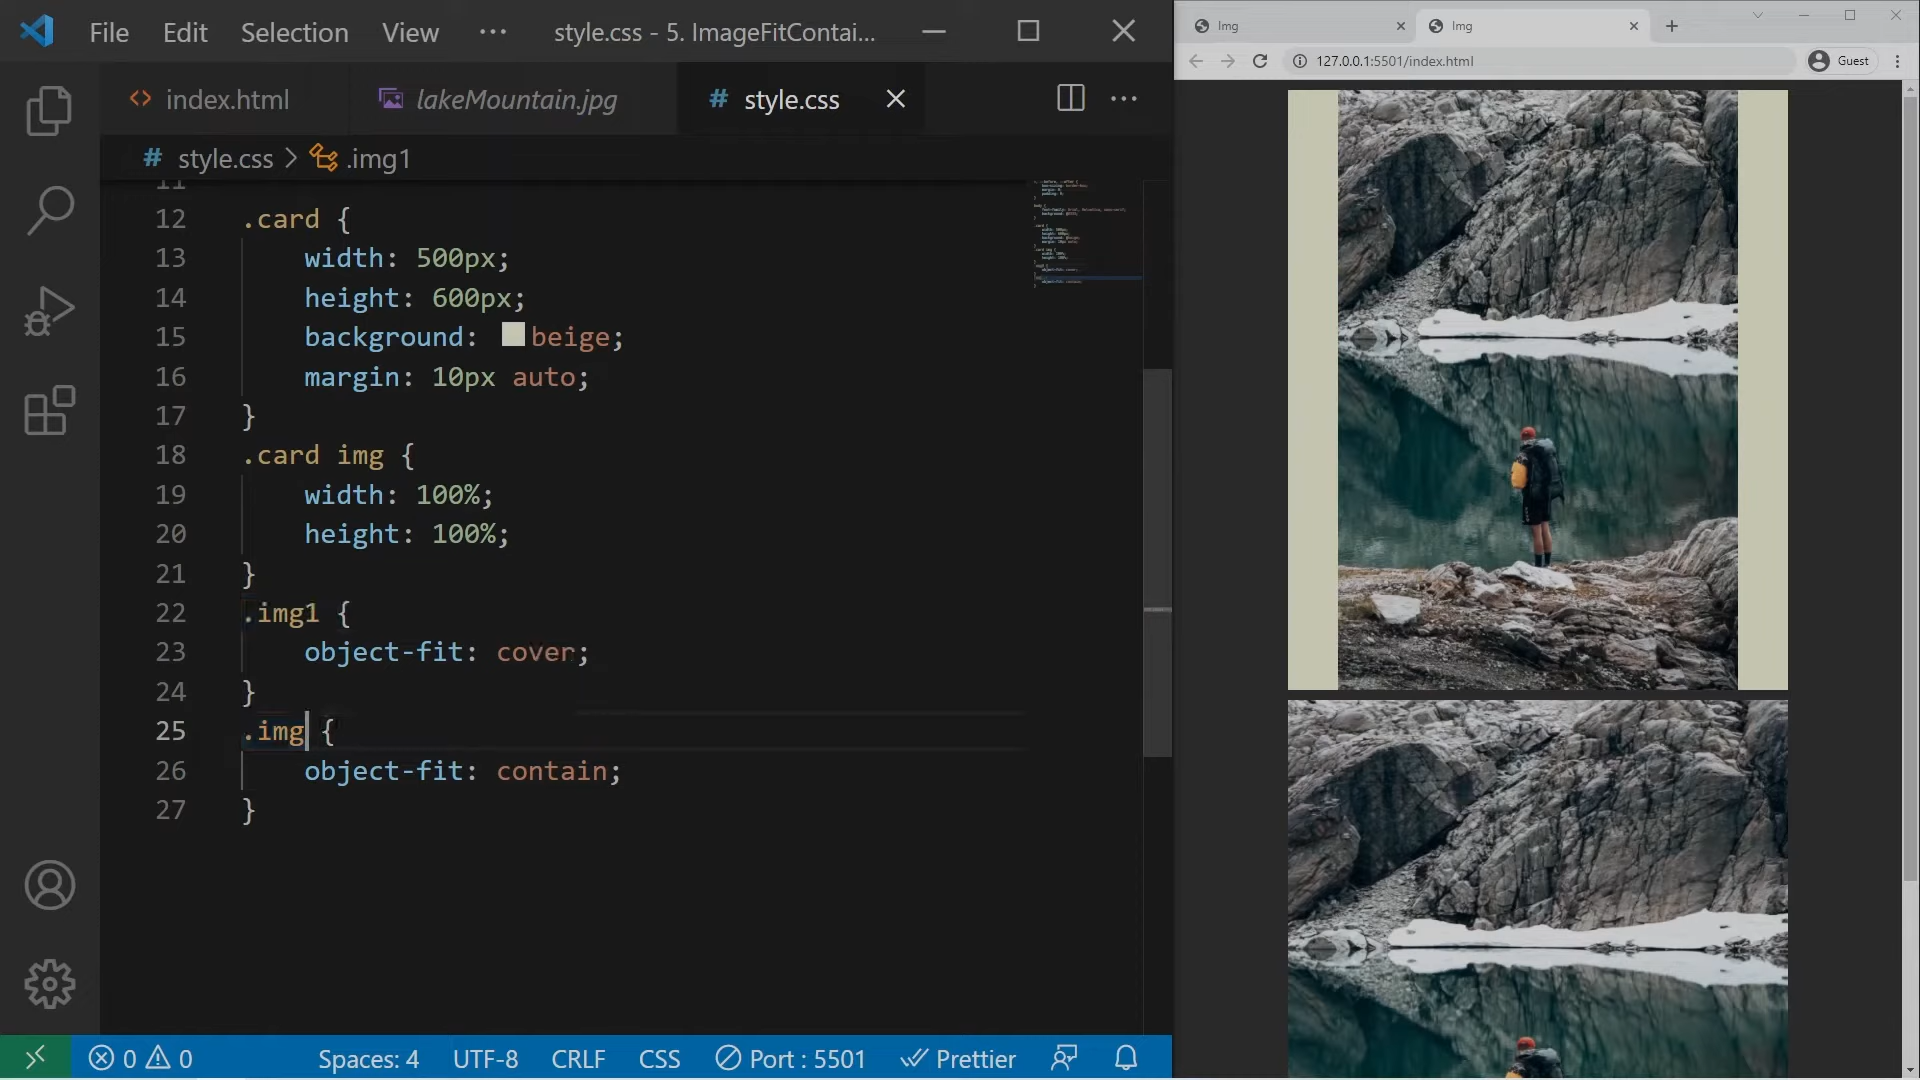 File Edit Selection View ··· style.css - 5. ImageFitContai...
index.html lakeMountain.jpg # style.css
# style.css > .img1
11
12 .card {
13 width: 500px;
14 height: 600px;
15 background: beige;
16 margin: 10px auto;
17 }
18 .card img {
19 width: 100%;
20 height: 100%;
21 }
22 .img1 {
23 object-fit: cover;
24 }
25 .img {
26 object-fit: contain;
27 }
0 0 Spaces: 4 UTF-8 CRLF CSS Port : 5501 Prettier
Img Img
127.0.0.1:5501/index.html Guest